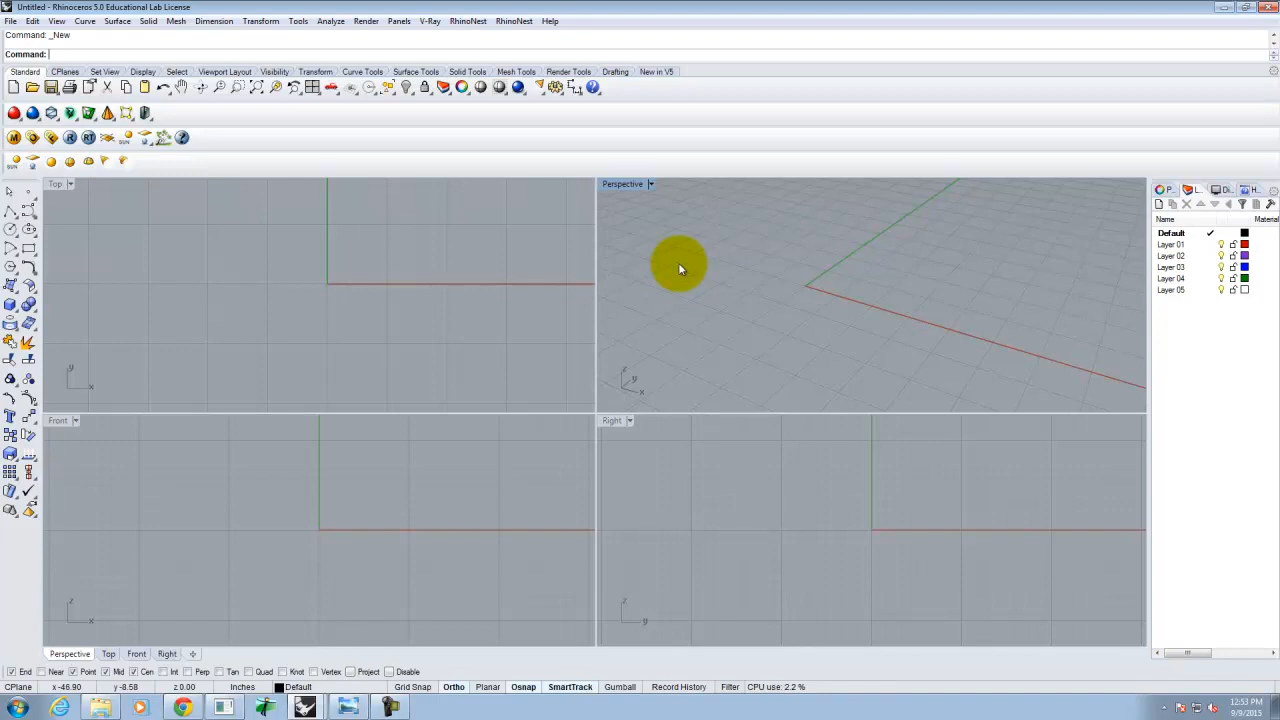 Untitled - Rhinoceros 5.0 Educational Lab License
File Edit View Curve Surface Solid Mesh Dimension Transform Tools Analyze Render Panels V-Ray RhinoNest RhinoNest Help
Command: _New
Command:
Standard CPlanes Set View Display Select Viewport Layout Visibility Transform Curve Tools Surface Tools Solid Tools Mesh Tools Render Tools Drafting New in V5
M R RT SUN
SUN
Top Perspective P... L... Di... H...
Name Material
Default
Layer 01
Layer 02
Layer 03
Layer 04
Layer 05
y x z y x
Front Right
z x z y
Perspective Top Front Right
End Near Point Mid Cen Int Perp Tan Quad Knot Vertex Project Disable
CPlane x -46.90 y -8.58 z 0.00 Inches Default Grid Snap Ortho Planar Osnap SmartTrack Gumball Record History Filter CPU use: 2.2 %
12:53 PM
9/9/2015